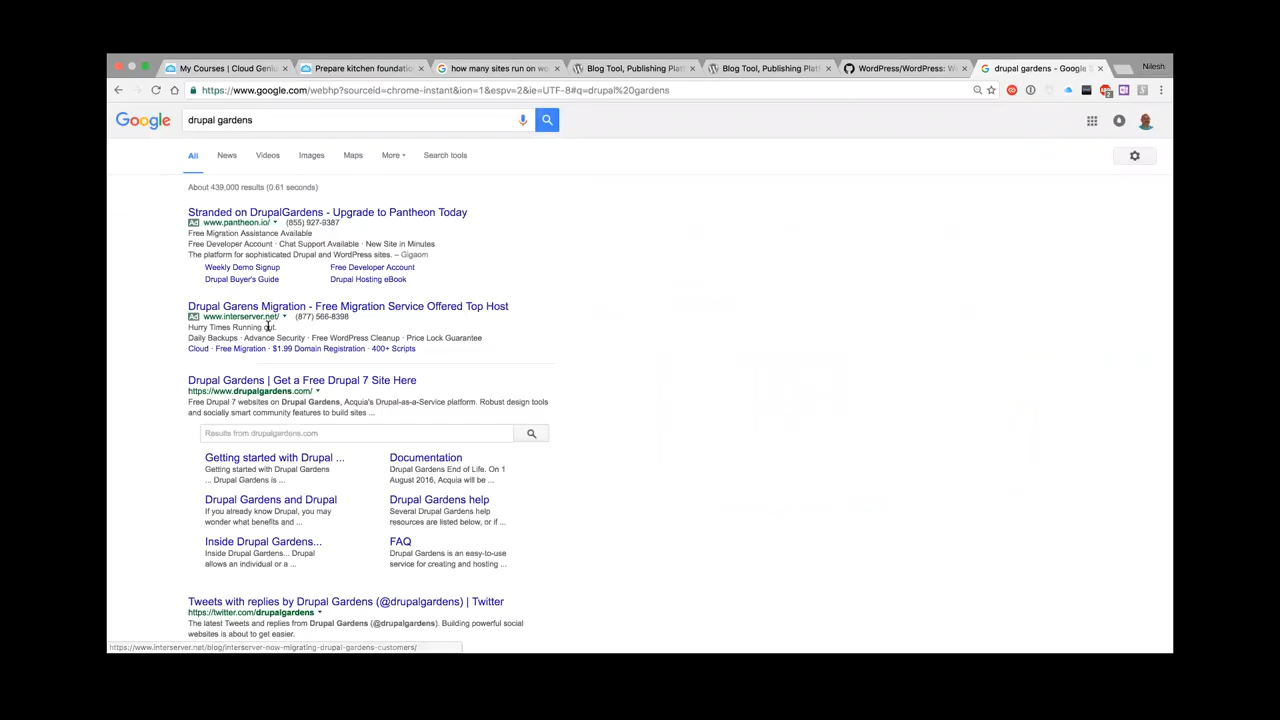 My Courses | Cloud Geniu
Prepare kitchen foundatio
how many sites run on wo
Blog Tool, Publishing Platf
Blog Tool, Publishing Platf
WordPress/WordPress: W
drupal gardens - Google S
Nilesh
https://www.google.com/webhp?sourceid=chrome-instant&ion=1&espv=2&ie=UTF-8#q=drupal%20gardens
Google
drupal gardens
All News Videos Images Maps More Search tools
About 439,000 results (0.61 seconds)
Stranded on DrupalGardens - Upgrade to Pantheon Today
Ad www.pantheon.io/ (855) 927-9387
Free Migration Assistance Available
Free Developer Account · Chat Support Available · New Site in Minutes
The platform for sophisticated Drupal and WordPress sites. – Gigaom
Weekly Demo Signup Free Developer Account
Drupal Buyer's Guide Drupal Hosting eBook
Drupal Garens Migration - Free Migration Service Offered Top Host
Ad www.interserver.net/ (877) 566-8398
Hurry Times Running out.
Daily Backups · Advance Security · Free WordPress Cleanup · Price Lock Guarantee
Cloud · Free Migration · $1.99 Domain Registration · 400+ Scripts
Drupal Gardens | Get a Free Drupal 7 Site Here
https://www.drupalgardens.com/
Free Drupal 7 websites on Drupal Gardens, Acquia's Drupal-as-a-Service platform. Robust design tools
and socially smart community features to build sites ...
Results from drupalgardens.com
Getting started with Drupal ...
Getting started with Drupal Gardens
... Drupal Gardens is ...
Documentation
Drupal Gardens End of Life. On 1
August 2016, Acquia will be ...
Drupal Gardens and Drupal
If you already know Drupal, you may
wonder what benefits and ...
Drupal Gardens help
Several Drupal Gardens help
resources are listed below, or if ...
Inside Drupal Gardens...
Inside Drupal Gardens... Drupal
allows an individual or a ...
FAQ
Drupal Gardens is an easy-to-use
service for creating and hosting ...
Tweets with replies by Drupal Gardens (@drupalgardens) | Twitter
https://twitter.com/drupalgardens
The latest Tweets and replies from Drupal Gardens (@drupalgardens). Building powerful social
websites is about to get easier.
https://www.interserver.net/blog/interserver-now-migrating-drupal-gardens-customers/